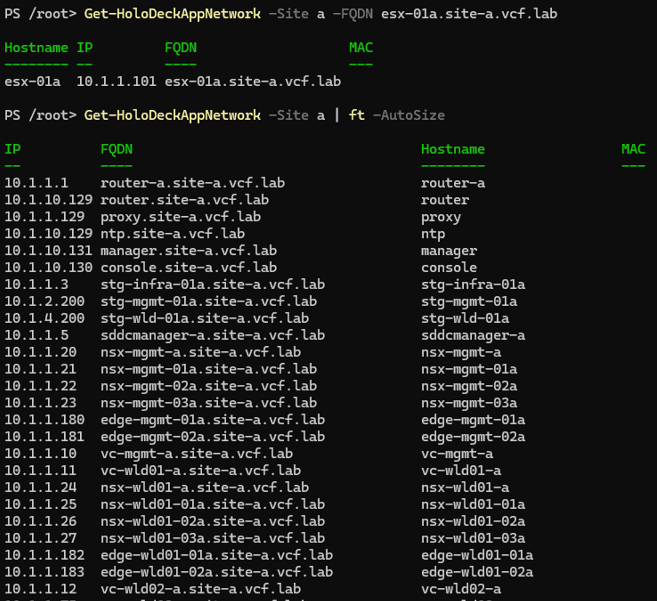 PS /root> Get-HoloDeckAppNetwork -Site a -FQDN esx-01a.site-a.vcf.lab
Hostname IP FQDN MAC
-------- -- ---- ---
esx-01a 10.1.1.101 esx-01a.site-a.vcf.lab
PS /root> Get-HoloDeckAppNetwork -Site a | ft -AutoSize
IP FQDN Hostname MAC
-- ---- -------- ---
10.1.1.1 router-a.site-a.vcf.lab router-a
10.1.10.129 router.site-a.vcf.lab router
10.1.1.129 proxy.site-a.vcf.lab proxy
10.1.10.129 ntp.site-a.vcf.lab ntp
10.1.10.131 manager.site-a.vcf.lab manager
10.1.10.130 console.site-a.vcf.lab console
10.1.1.3 stg-infra-01a.site-a.vcf.lab stg-infra-01a
10.1.2.200 stg-mgmt-01a.site-a.vcf.lab stg-mgmt-01a
10.1.4.200 stg-wld-01a.site-a.vcf.lab stg-wld-01a
10.1.1.5 sddcmanager-a.site-a.vcf.lab sddcmanager-a
10.1.1.20 nsx-mgmt-a.site-a.vcf.lab nsx-mgmt-a
10.1.1.21 nsx-mgmt-01a.site-a.vcf.lab nsx-mgmt-01a
10.1.1.22 nsx-mgmt-02a.site-a.vcf.lab nsx-mgmt-02a
10.1.1.23 nsx-mgmt-03a.site-a.vcf.lab nsx-mgmt-03a
10.1.1.180 edge-mgmt-01a.site-a.vcf.lab edge-mgmt-01a
10.1.1.181 edge-mgmt-02a.site-a.vcf.lab edge-mgmt-02a
10.1.1.10 vc-mgmt-a.site-a.vcf.lab vc-mgmt-a
10.1.1.11 vc-wld01-a.site-a.vcf.lab vc-wld01-a
10.1.1.24 nsx-wld01-a.site-a.vcf.lab nsx-wld01-a
10.1.1.25 nsx-wld01-01a.site-a.vcf.lab nsx-wld01-01a
10.1.1.26 nsx-wld01-02a.site-a.vcf.lab nsx-wld01-02a
10.1.1.27 nsx-wld01-03a.site-a.vcf.lab nsx-wld01-03a
10.1.1.182 edge-wld01-01a.site-a.vcf.lab edge-wld01-01a
10.1.1.183 edge-wld01-02a.site-a.vcf.lab edge-wld01-02a
10.1.1.12 vc-wld02-a.site-a.vcf.lab vc-wld02-a